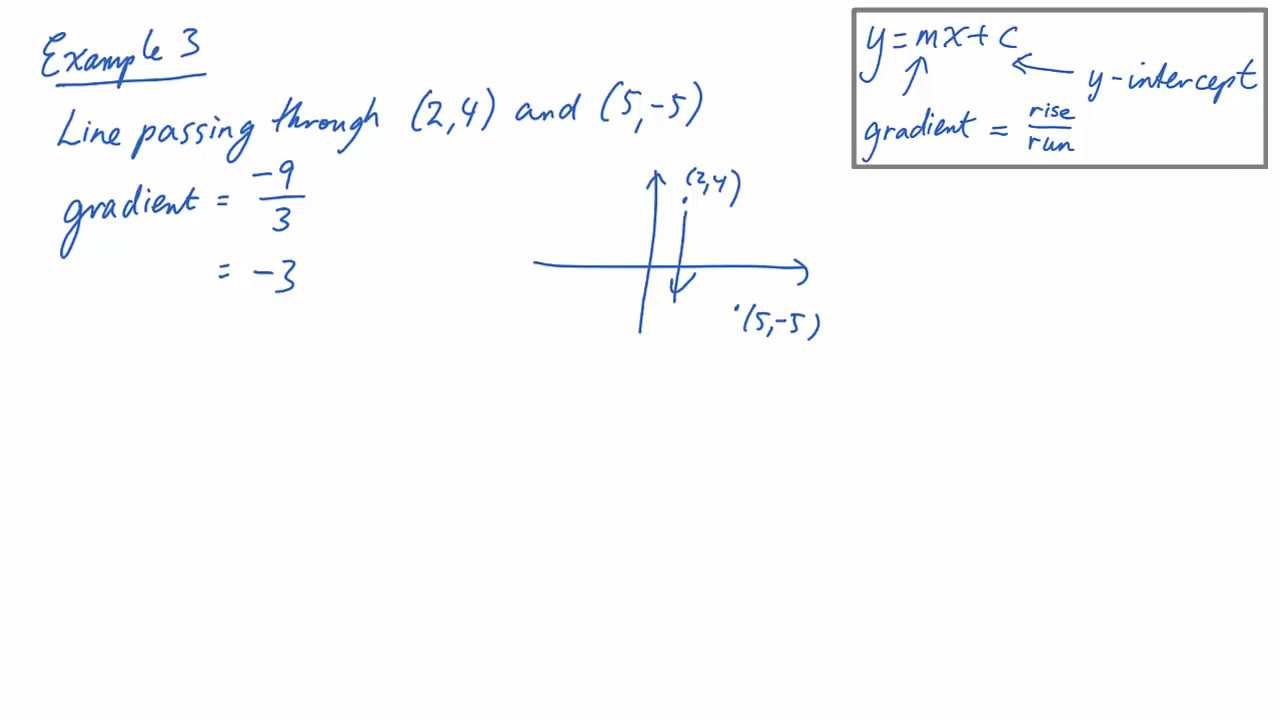 Example 3
Line passing through (2,4) and (5,-5)
gradient = -9/3
= -3
(2,4)
(5,-5)
y = mx + c
y-intercept
gradient = rise/run